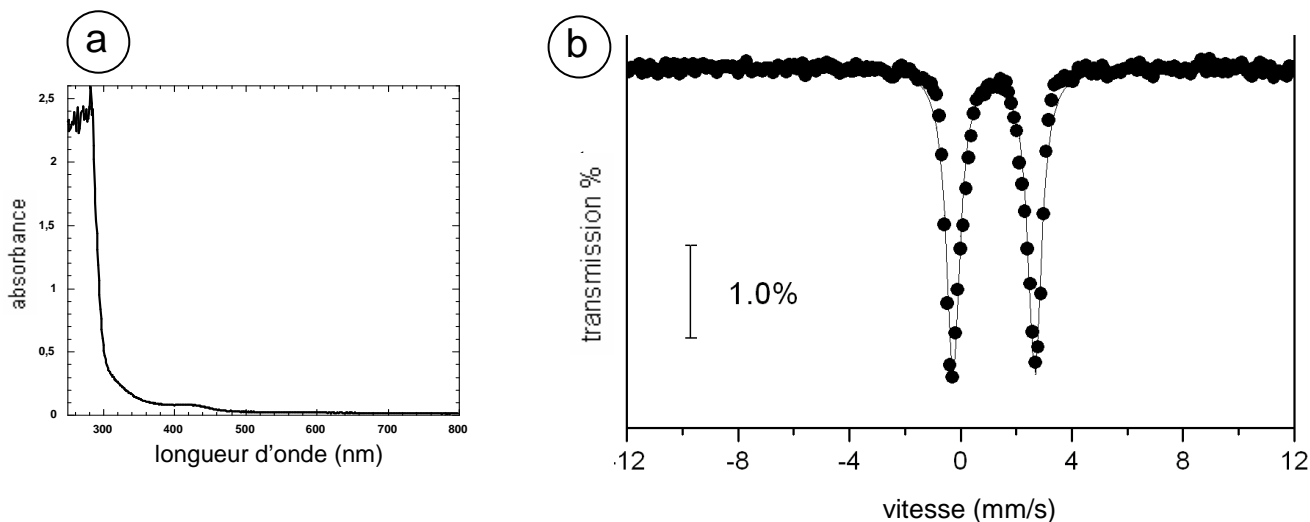 a
2,5
2
1,5
1
0,5
0
absorbance
300 400 500 600 700 800
longueur d'onde (nm)
b
transmission %
1.0%
-12 -8 -4 0 4 8 12
vitesse (mm/s)